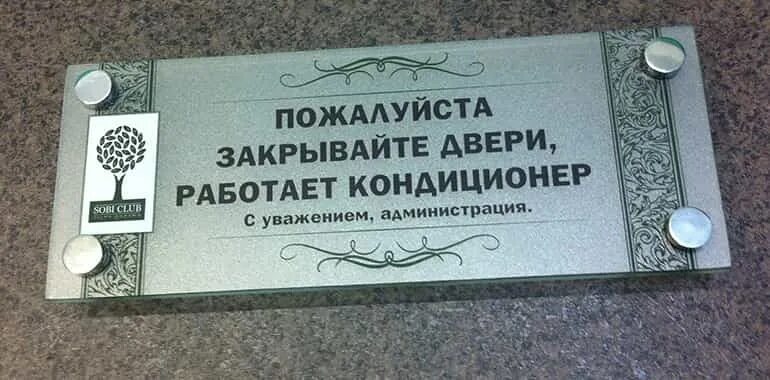 ПОЖАЛУЙСТА
ЗАКРЫВАЙТЕ ДВЕРИ,
РАБОТАЕТ КОНДИЦИОНЕР
С уважением, администрация.
SOBI CLUB